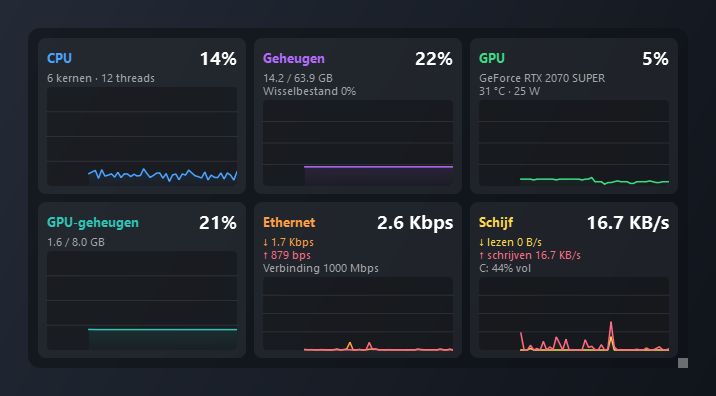 CPU 14%
6 kernen · 12 threads
Geheugen 22%
14.2 / 63.9 GB
Wisselbestand 0%
GPU 5%
GeForce RTX 2070 SUPER
31 °C · 25 W
GPU-geheugen 21%
1.6 / 8.0 GB
Ethernet 2.6 Kbps
↓ 1.7 Kbps
↑ 879 bps
Verbinding 1000 Mbps
Schijf 16.7 KB/s
↓ lezen 0 B/s
↑ schrijven 16.7 KB/s
C: 44% vol